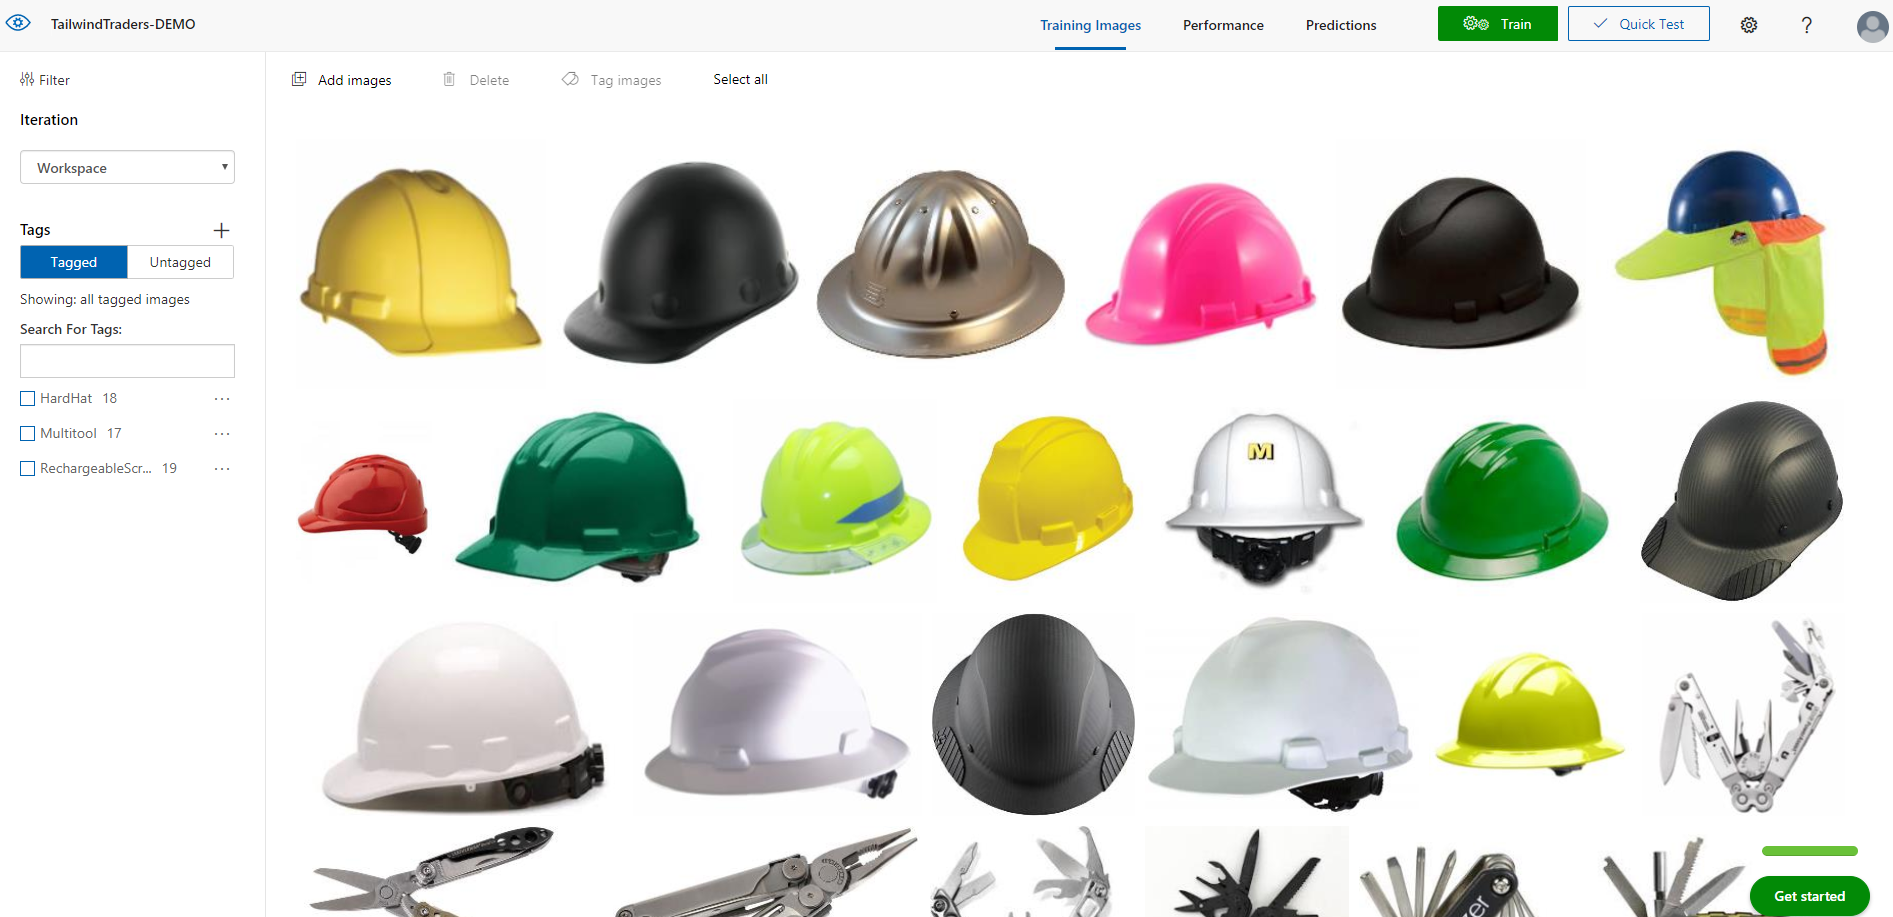 TailwindTraders-DEMO
Training Images
Performance
Predictions
Train
Quick Test
?
Filter
Add images
Delete
Tag images
Select all
Iteration
Workspace
Tags
Tagged
Untagged
Showing: all tagged images
Search For Tags:
HardHat 18 ...
Multitool 17 ...
RechargeableScr... 19 ...
M
Get started